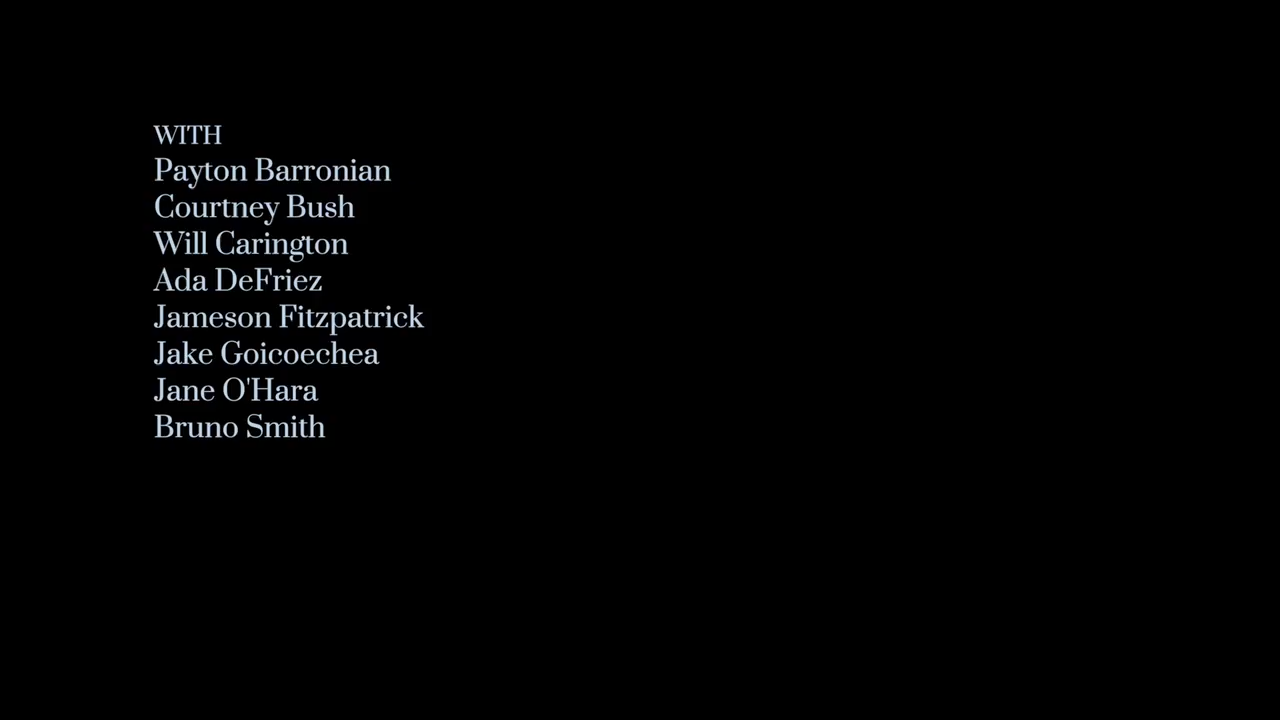 WITH
Payton Barronian
Courtney Bush
Will Carington
Ada DeFriez
Jameson Fitzpatrick
Jake Goicoechea
Jane O'Hara
Bruno Smith